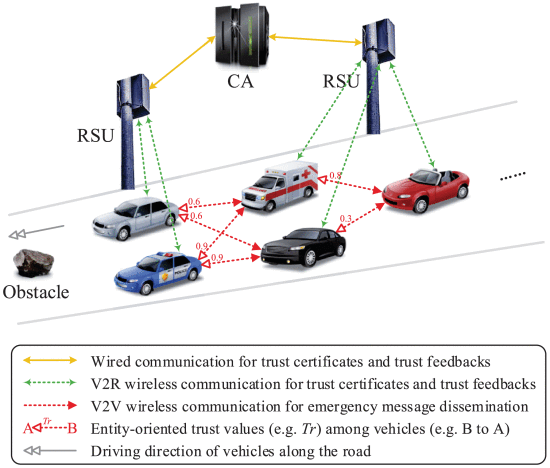 CA
RSU
RSU
0.6
0.6
0.8
0.3
0.9
0.9
POLICE
Obstacle
Wired communication for trust certificates and trust feedbacks
V2R wireless communication for trust certificates and trust feedbacks
V2V wireless communication for emergency message dissemination
A Tr B Entity-oriented trust values (e.g. Tr) among vehicles (e.g. B to A)
Driving direction of vehicles along the road